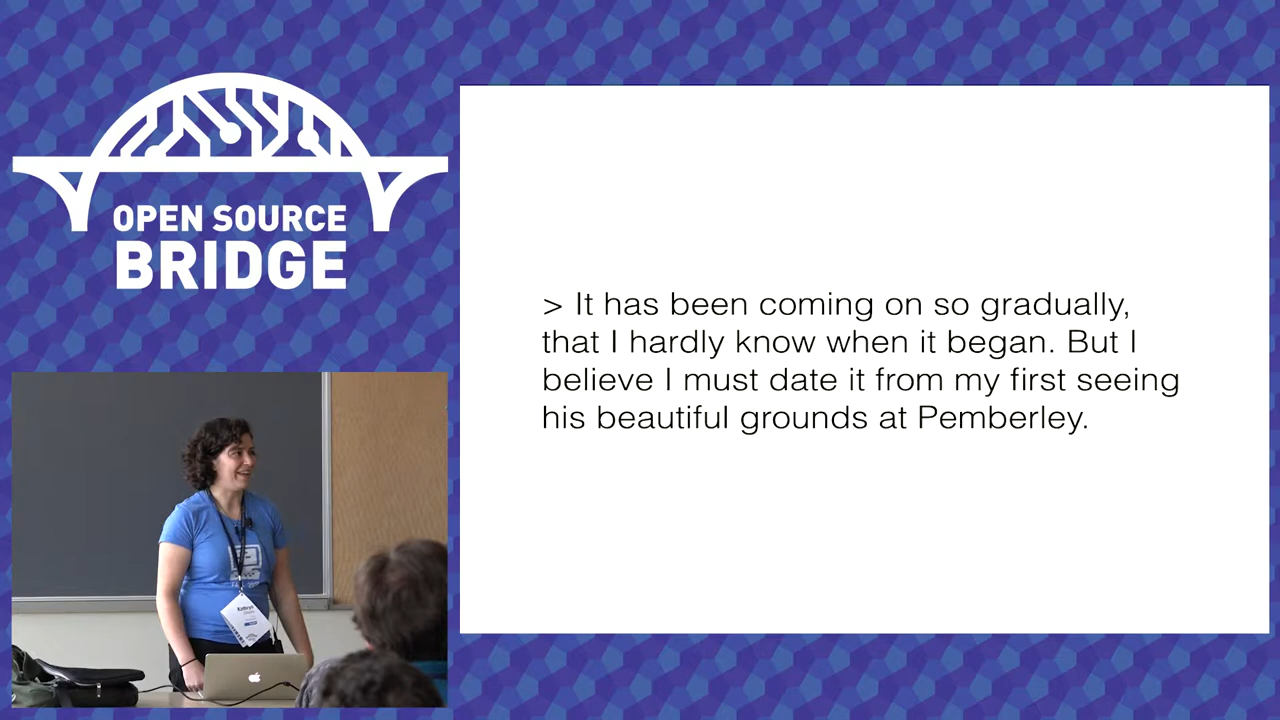 OPEN SOURCE
BRIDGE
> It has been coming on so gradually,
that I hardly know when it began. But I
believe I must date it from my first seeing
his beautiful grounds at Pemberley.
Kathryn